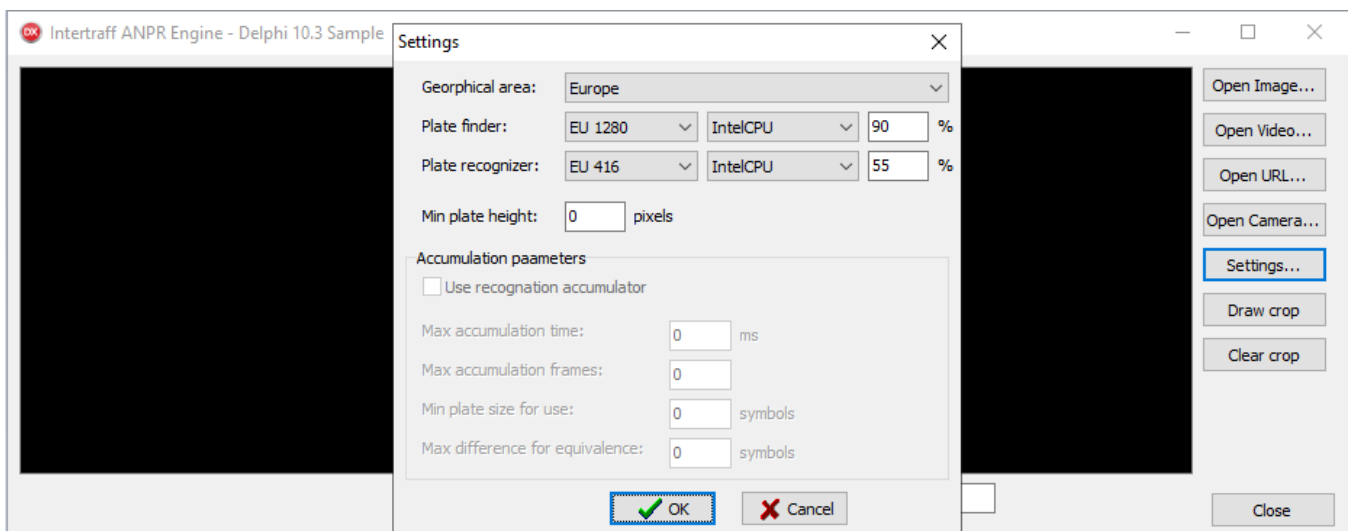 Intertraff ANPR Engine - Delphi 10.3 Sample
Settings
Georphical area: Europe
Plate finder: EU 1280 IntelCPU 90 %
Plate recognizer: EU 416 IntelCPU 55 %
Min plate height: 0 pixels
Accumulation paameters
Use recognation accumulator
Max accumulation time: 0 ms
Max accumulation frames: 0
Min plate size for use: 0 symbols
Max difference for equivalence: 0 symbols
OK Cancel
Open Image...
Open Video...
Open URL...
Open Camera...
Settings...
Draw crop
Clear crop
Close